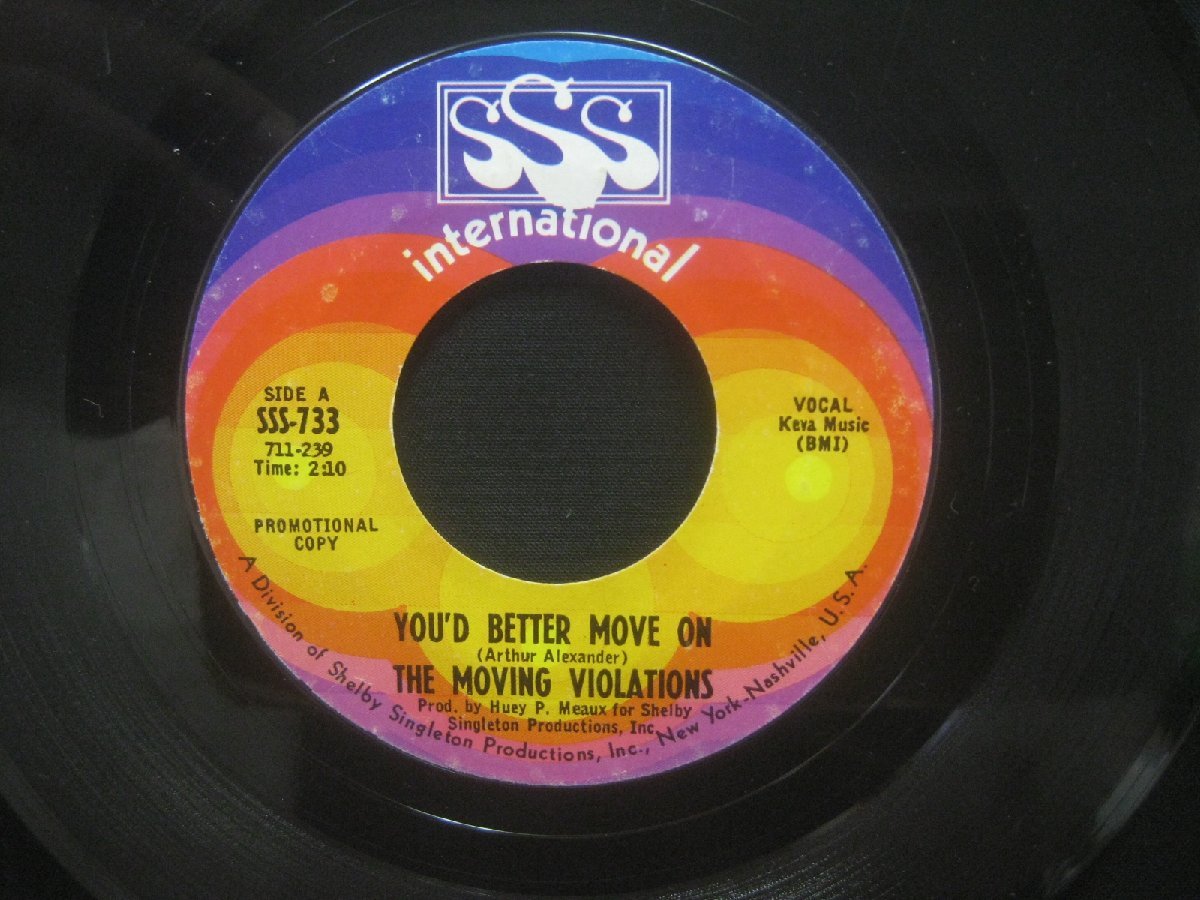 SSS
international
SIDE A
SSS-733
711-239
Time: 2:10
PROMOTIONAL
COPY
VOCAL
Keva Music
(BMI)
YOU'D BETTER MOVE ON
(Arthur Alexander)
THE MOVING VIOLATIONS
Prod. by Huey P. Meaux for Shelby
Singleton Productions, Inc.
A Division of Shelby Singleton Productions, Inc., New York-Nashville, U.S.A.